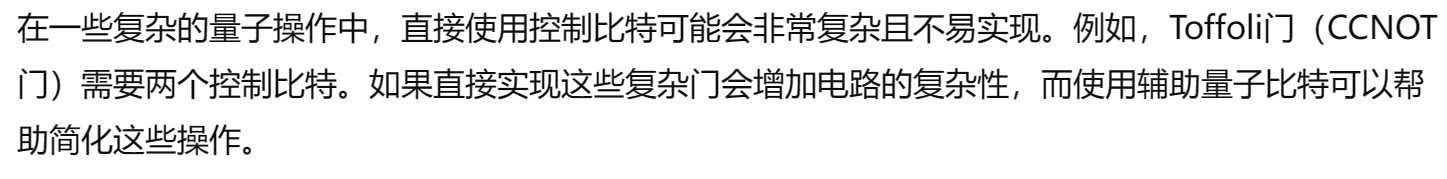 在一些复杂的量子操作中，直接使用控制比特可能会非常复杂且不易实现。例如，Toffoli门（CCNOT
门）需要两个控制比特。如果直接实现这些复杂门会增加电路的复杂性，而使用辅助量子比特可以帮
助简化这些操作。